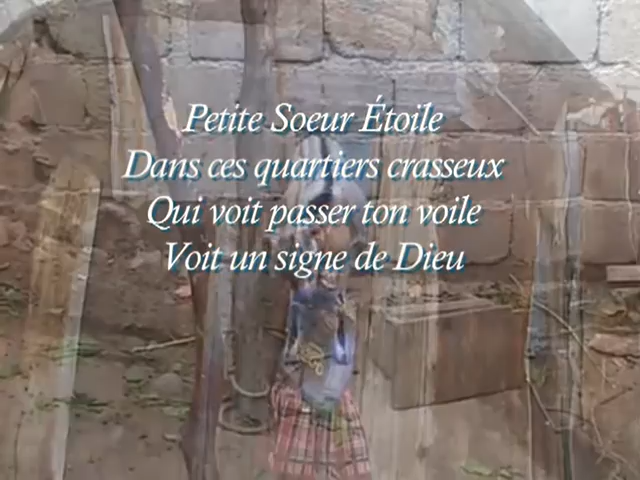 Petite Soeur Étoile
Dans ces quartiers crasseux
Qui voit passer ton voile
Voit un signe de Dieu